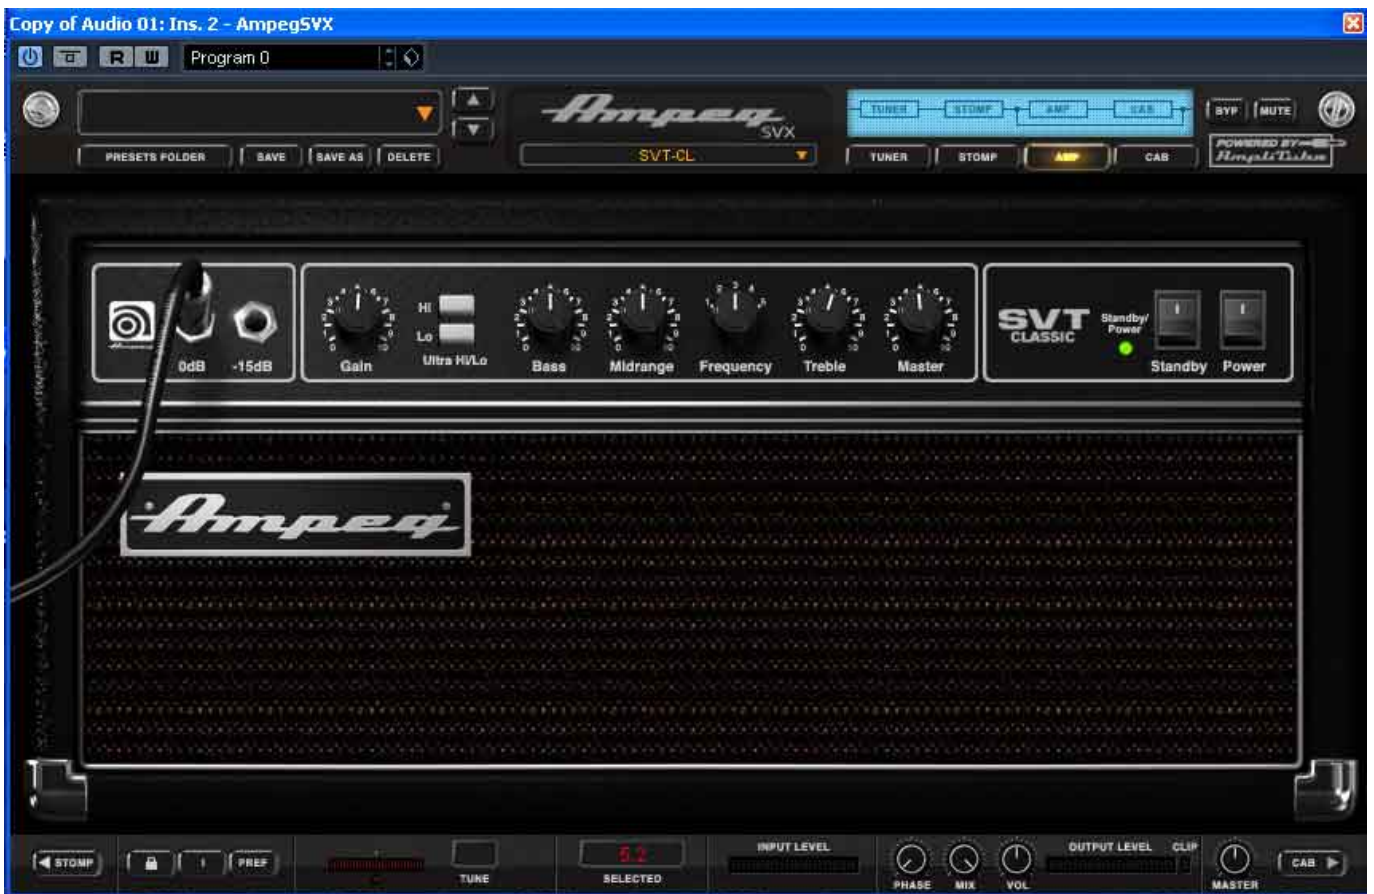 Copy of Audio 01: Ins. 2 - AmpegSVX
R W Program 0
Ampeg
SVX
TUNER STOMP AMP CAB
BYP MUTE
PRESETS FOLDER SAVE SAVE AS DELETE
SVT-CL
TUNER STOMP AMP CAB
POWERED BY
AmpliTube
0dB -15dB
Gain
Hi
Lo
Ultra Hi/Lo
Bass Midrange Frequency Treble Master
SVT
CLASSIC
Standby/
Power
Standby Power
Ampeg
STOMP
1 PREF
TUNE
5.2
SELECTED
INPUT LEVEL
PHASE MIX VOL
OUTPUT LEVEL CLIP
MASTER
CAB